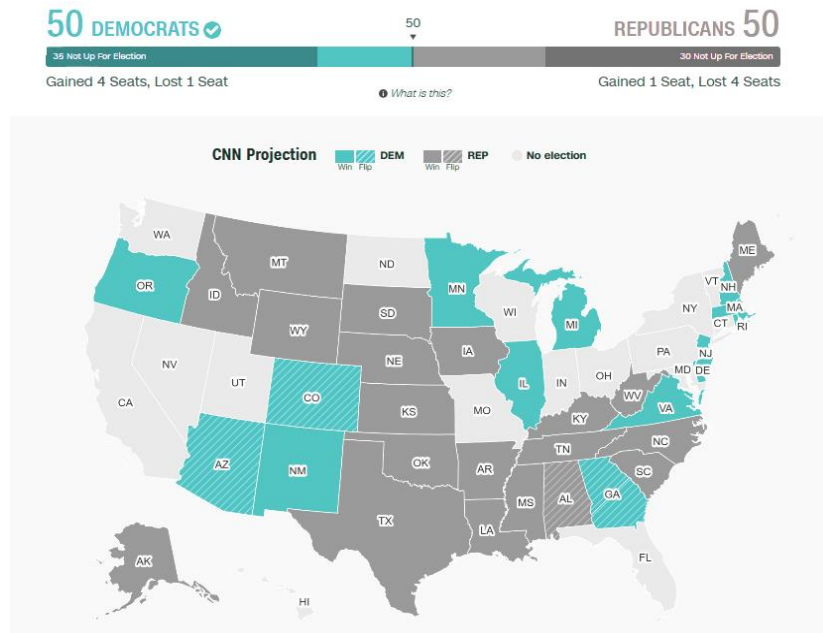 50 DEMOCRATS
50
REPUBLICANS 50
35 Not Up For Election
30 Not Up For Election
Gained 4 Seats, Lost 1 Seat
What is this?
Gained 1 Seat, Lost 4 Seats
CNN Projection
DEM
REP
No election
Win Flip
Win Flip
WA
MT
ND
ME
OR
ID
MN
VT
NH
SD
WI
NY
MA
WY
MI
CT
RI
IA
PA
NJ
NE
NV
OH
MD
DE
UT
IL
IN
CO
WV
CA
KS
MO
VA
KY
NC
TN
AZ
NM
OK
AR
SC
GA
AL
MS
TX
LA
FL
AK
HI